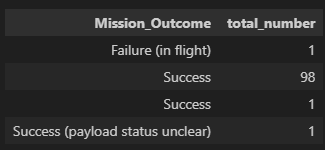 Mission_Outcome total_number
Failure (in flight) 1
Success 98
Success 1
Success (payload status unclear) 1